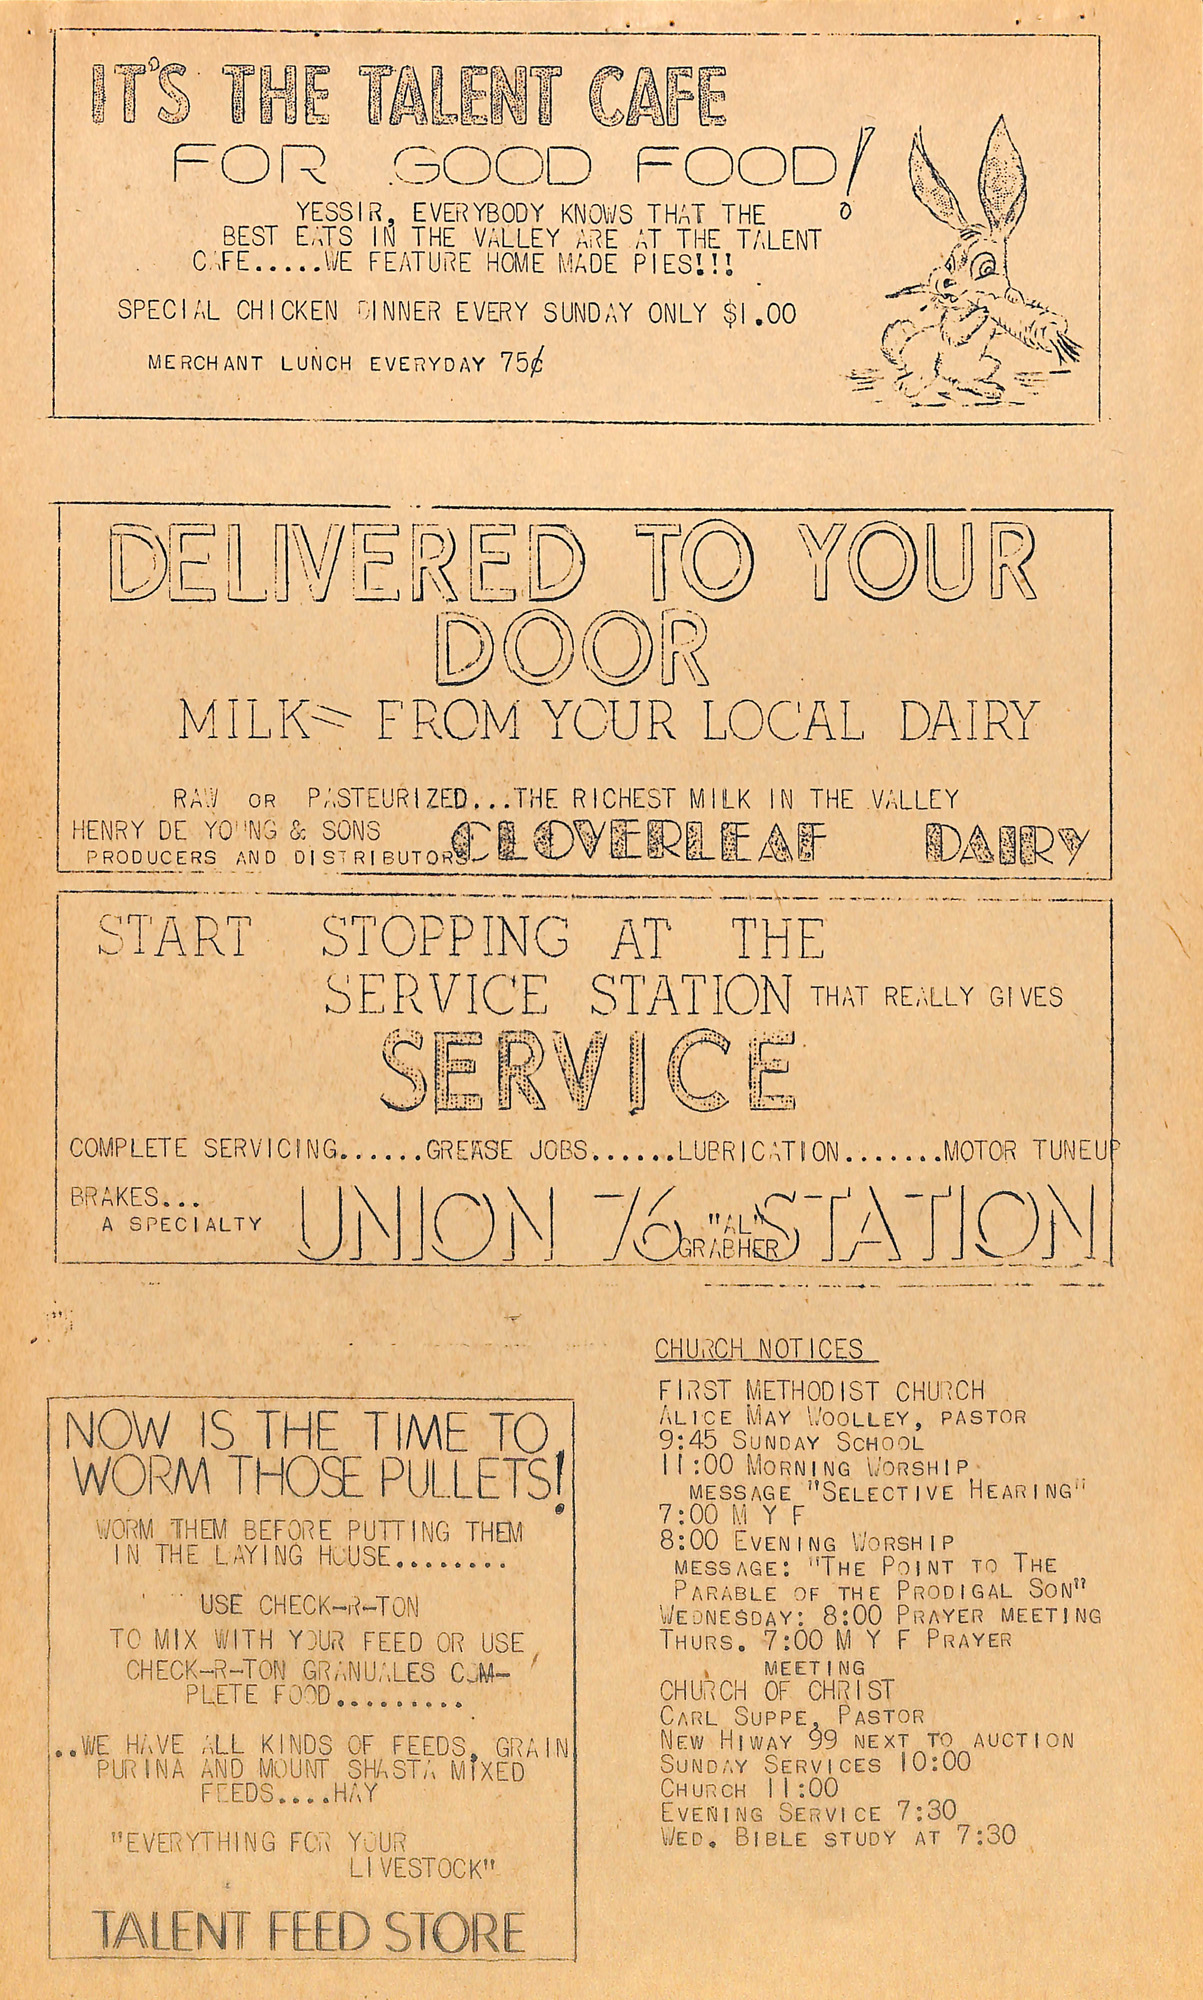 IT'S THE TALENT CAFE
FOR GOOD FOOD!
YESSIR, EVERYBODY KNOWS THAT THE
BEST EATS IN THE VALLEY ARE AT THE TALENT
CAFE.....WE FEATURE HOME MADE PIES!!!
SPECIAL CHICKEN DINNER EVERY SUNDAY ONLY $1.00
MERCHANT LUNCH EVERYDAY 75¢
DELIVERED TO YOUR
DOOR
MILK= FROM YOUR LOCAL DAIRY
RAW OR PASTEURIZED...THE RICHEST MILK IN THE VALLEY
HENRY DE YOUNG & SONS
PRODUCERS AND DISTRIBUTORS
CLOVERLEAF DAIRY
START STOPPING AT THE
SERVICE STATION THAT REALLY GIVES
SERVICE
COMPLETE SERVICING......GREASE JOBS......LUBRICATION.......MOTOR TUNEUP
BRAKES...
A SPECIALTY
UNION 76 "AL" GRABHER STATION
NOW IS THE TIME TO
WORM THOSE PULLETS!
WORM THEM BEFORE PUTTING THEM
IN THE LAYING HOUSE........
USE CHECK-R-TON
TO MIX WITH YOUR FEED OR USE
CHECK-R-TON GRANUALES COM-
PLETE FOOD.........
..WE HAVE ALL KINDS OF FEEDS, GRAIN
PURINA AND MOUNT SHASTA MIXED
FEEDS....HAY
"EVERYTHING FOR YOUR
LIVESTOCK"
TALENT FEED STORE
CHURCH NOTICES
FIRST METHODIST CHURCH
ALICE MAY WOOLLEY, PASTOR
9:45 SUNDAY SCHOOL
11:00 MORNING WORSHIP
MESSAGE "SELECTIVE HEARING"
7:00 M Y F
8:00 EVENING WORSHIP
MESSAGE: "THE POINT TO THE
PARABLE OF THE PRODIGAL SON"
WEDNESDAY: 8:00 PRAYER MEETING
THURS. 7:00 M Y F PRAYER
MEETING
CHURCH OF CHRIST
CARL SUPPE, PASTOR
NEW HIWAY 99 NEXT TO AUCTION
SUNDAY SERVICES 10:00
CHURCH 11:00
EVENING SERVICE 7:30
WED. BIBLE STUDY AT 7:30